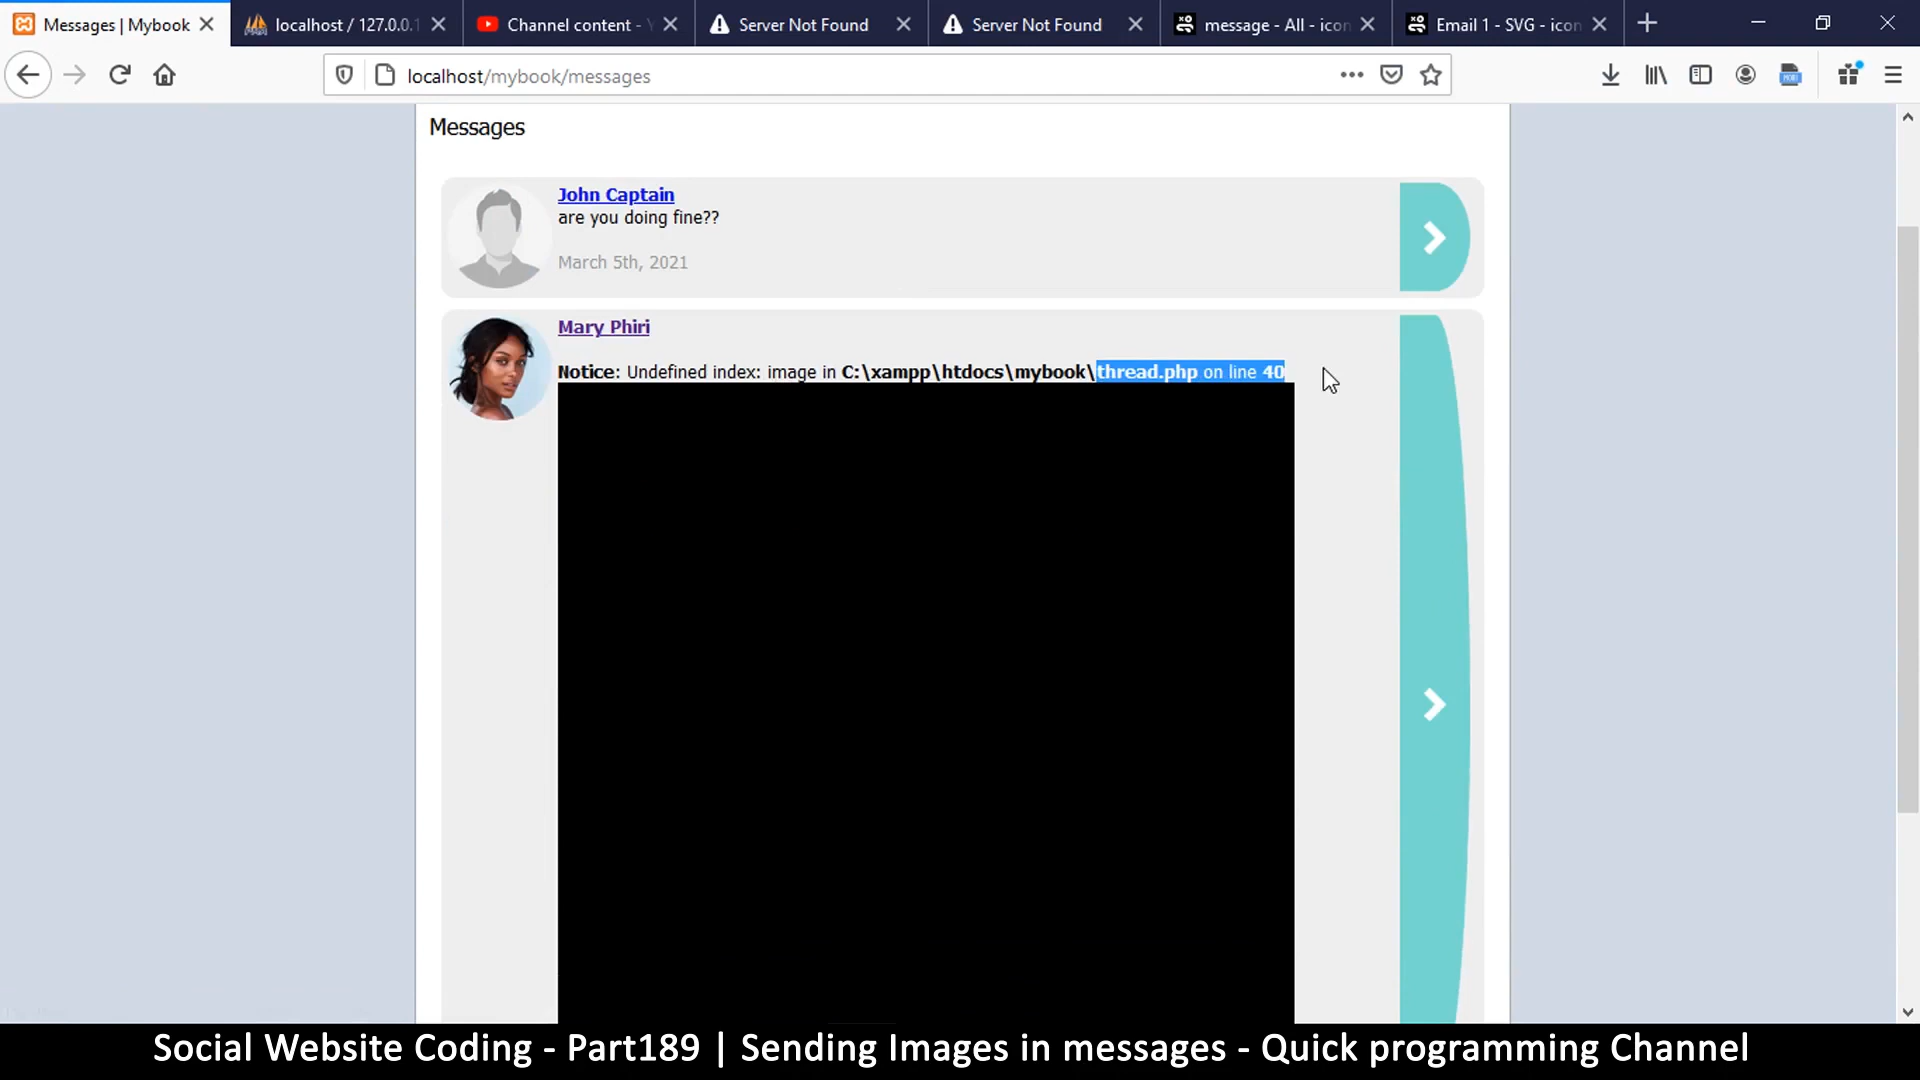 Messages | Mybook
localhost / 127.0.0.1
Channel content - Y
Server Not Found
Server Not Found
message - All - icon
Email 1 - SVG - icon
localhost/mybook/messages
Messages
John Captain
are you doing fine??
March 5th, 2021
Mary Phiri
Notice: Undefined index: image in C:\xampp\htdocs\mybook\thread.php on line 40
Social Website Coding - Part189 | Sending Images in messages - Quick programming Channel